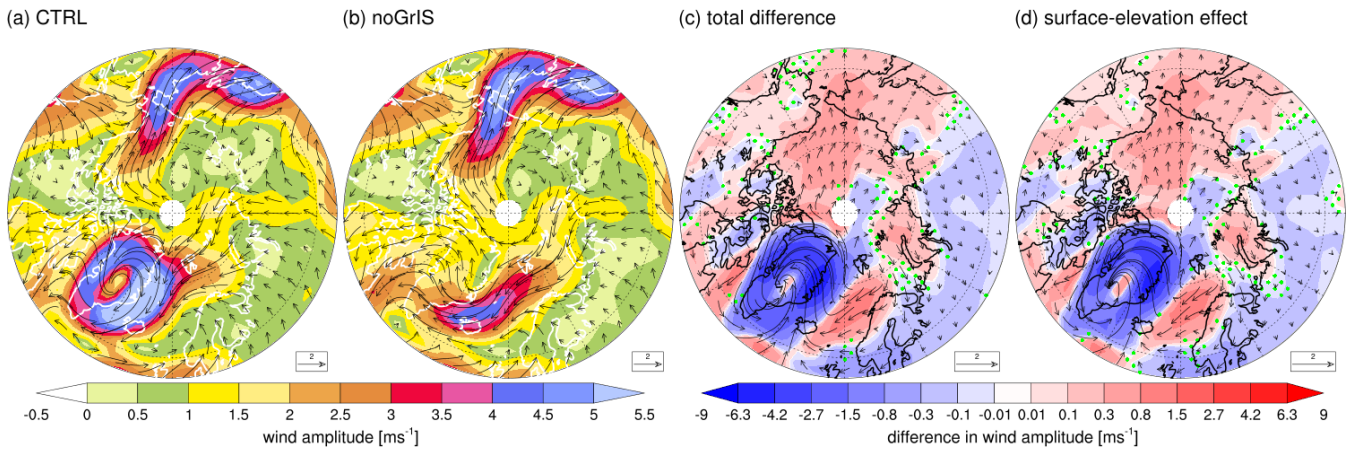 (a) CTRL
(b) noGrIS
(c) total difference
(d) surface-elevation effect
2
2
2
2
-0.5 0 0.5 1 1.5 2 2.5 3 3.5 4 4.5 5 5.5
wind amplitude [ms⁻¹]
-9 -6.3 -4.2 -2.7 -1.5 -0.8 -0.3 -0.1 -0.01 0.01 0.1 0.3 0.8 1.5 2.7 4.2 6.3 9
difference in wind amplitude [ms⁻¹]